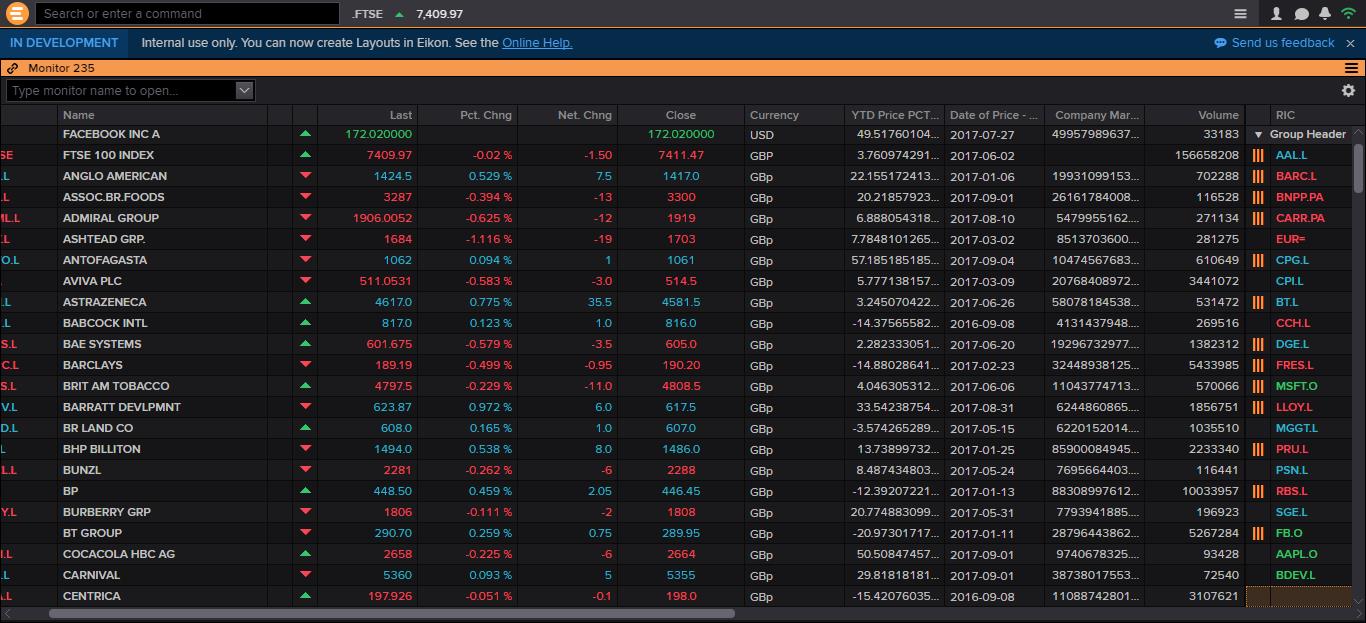 Search or enter a command .FTSE 7,409.97
IN DEVELOPMENT Internal use only. You can now create Layouts in Eikon. See the Online Help. Send us feedback
Monitor 235
Type monitor name to open...
Name Last Pct. Chng Net. Chng Close Currency YTD Price PCT... Date of Price - ... Company Mar... Volume RIC
FACEBOOK INC A 172.020000 172.020000 USD 49.51760104... 2017-07-27 49957989637... 33183 Group Header
SE FTSE 100 INDEX 7409.97 -0.02 % -1.50 7411.47 GBP 3.760974291... 2017-06-02 156658208 AAL.L
.L ANGLO AMERICAN 1424.5 0.529 % 7.5 1417.0 GBp 22.155172413... 2017-01-06 19931099153... 702288 BARC.L
.L ASSOC.BR.FOODS 3287 -0.394 % -13 3300 GBp 20.21857923... 2017-09-01 26161784008... 116528 BNPP.PA
ML.L ADMIRAL GROUP 1906.0052 -0.625 % -12 1919 GBp 6.888054318... 2017-08-10 5479955162.... 271134 CARR.PA
.L ASHTEAD GRP. 1684 -1.116 % -19 1703 GBp 7.7848101265... 2017-03-02 8513703600.... 281275 EUR=
O.L ANTOFAGASTA 1062 0.094 % 1 1061 GBp 57.185185185... 2017-09-04 10474567683... 610649 CPG.L
AVIVA PLC 511.0531 -0.583 % -3.0 514.5 GBp 5.777138157... 2017-03-09 20768408972... 3441072 CPI.L
.L ASTRAZENECA 4617.0 0.775 % 35.5 4581.5 GBp 3.245070422... 2017-06-26 58078184538... 531472 BT.L
.L BABCOCK INTL 817.0 0.123 % 1.0 816.0 GBp -14.37565582... 2016-09-08 4131437948.... 269516 CCH.L
S.L BAE SYSTEMS 601.675 -0.579 % -3.5 605.0 GBp 2.282333051... 2017-06-20 19296732977... 1382312 DGE.L
C.L BARCLAYS 189.19 -0.499 % -0.95 190.20 GBp -14.88028641... 2017-02-23 32448938125... 5433985 FRES.L
S.L BRIT AM TOBACCO 4797.5 -0.229 % -11.0 4808.5 GBp 4.046305312... 2017-06-06 11043774713... 570066 MSFT.O
V.L BARRATT DEVLPMNT 623.87 0.972 % 6.0 617.5 GBp 33.54238754... 2017-08-31 6244860865.... 1856751 LLOY.L
D.L BR LAND CO 608.0 0.165 % 1.0 607.0 GBp -3.574265289... 2017-05-15 6220152014.... 1035510 MGGT.L
L BHP BILLITON 1494.0 0.538 % 8.0 1486.0 GBp 13.73899732... 2017-01-25 85900084945... 2233340 PRU.L
L.L BUNZL 2281 -0.262 % -6 2288 GBp 8.487434803... 2017-05-24 7695664403.... 116441 PSN.L
BP 448.50 0.459 % 2.05 446.45 GBp -12.39207221... 2017-01-13 88308997612... 10033957 RBS.L
Y.L BURBERRY GRP 1806 -0.111 % -2 1808 GBp 20.774883099... 2017-05-31 7793941885.... 196923 SGE.L
BT GROUP 290.70 0.259 % 0.75 289.95 GBp -20.97301717... 2017-01-11 28796443862... 5267284 FB.O
.L COCACOLA HBC AG 2658 -0.225 % -6 2664 GBp 50.50847457... 2017-09-01 9740678325.... 93428 AAPL.O
.L CARNIVAL 5360 0.093 % 5 5355 GBp 29.81818181... 2017-09-01 38738017553... 72540 BDEV.L
.L CENTRICA 197.926 -0.051 % -0.1 198.0 GBp -15.42076035... 2016-09-08 11088742801... 3107621